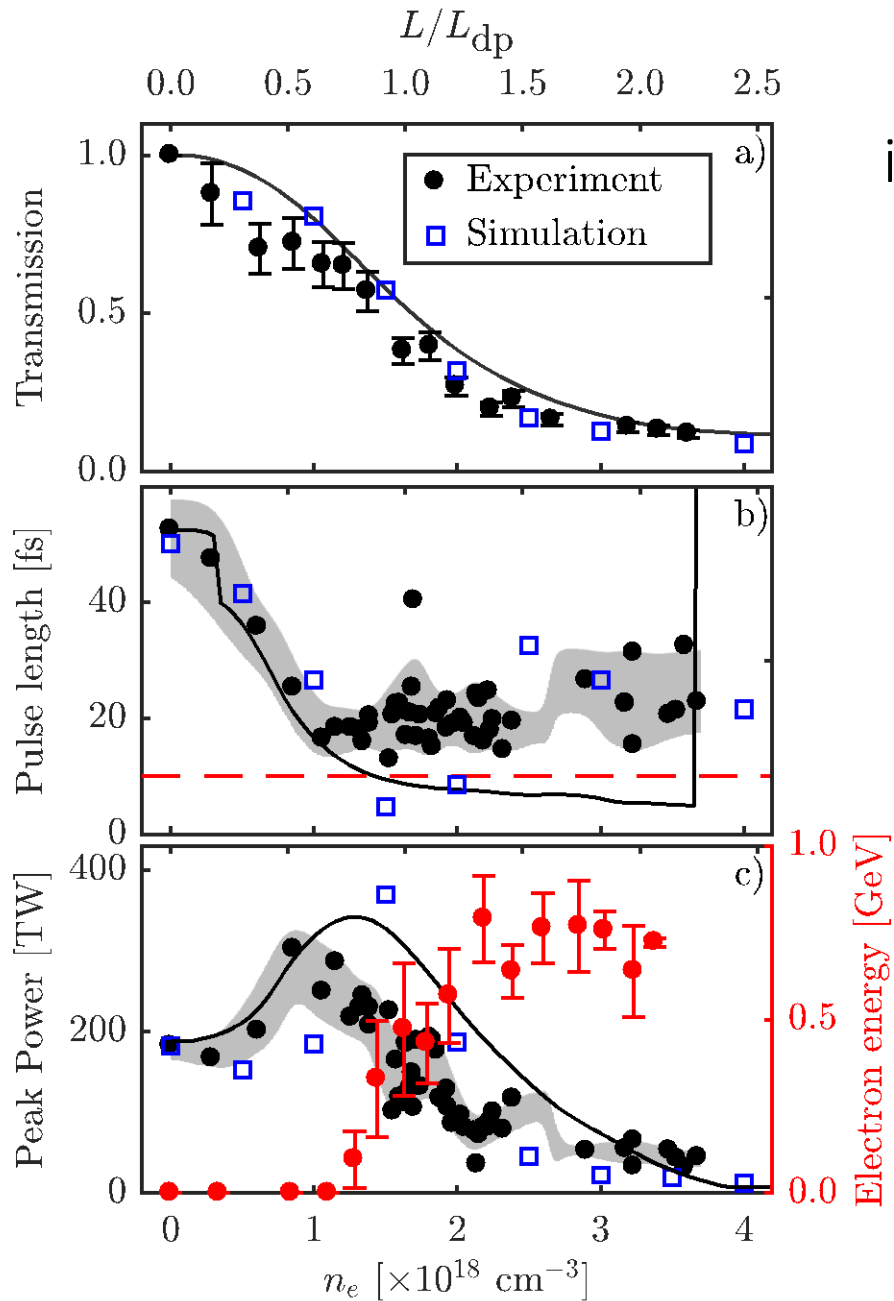 L/L_dp
0.0 0.5 1.0 1.5 2.0 2.5
a)
i
Experiment
Simulation
Transmission
1.0
0.5
0.0
b)
Pulse length [fs]
40
20
0
c)
Peak Power [TW]
400
200
0
1.0
0.5
0.0
Electron energy [GeV]
0 1 2 3 4
n_e [×10^18 cm^−3]